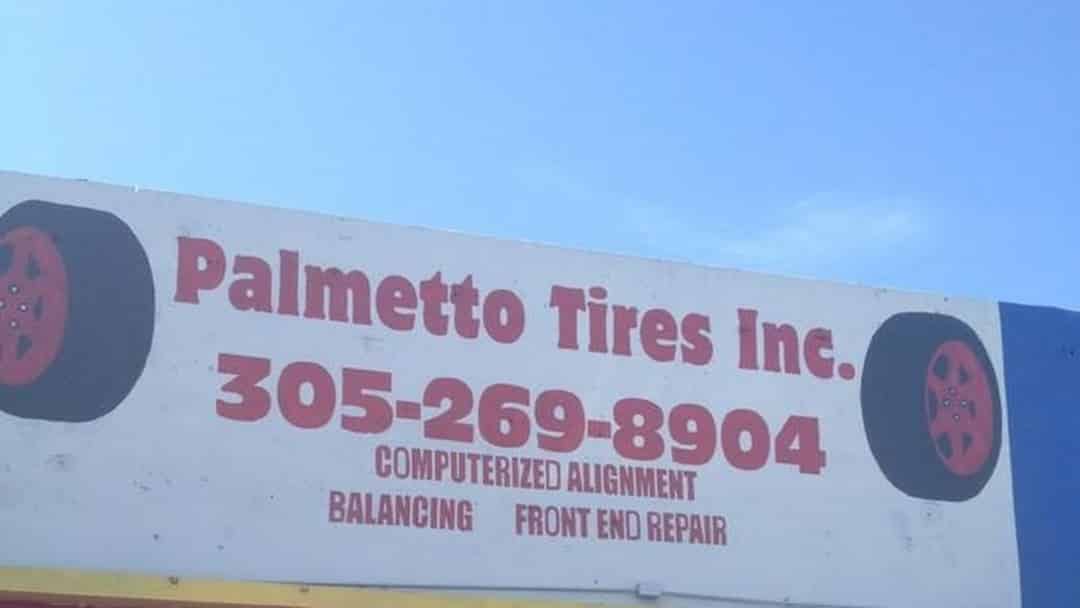 Palmetto Tires Inc.
305-269-8904
COMPUTERIZED ALIGNMENT
BALANCING FRONT END REPAIR